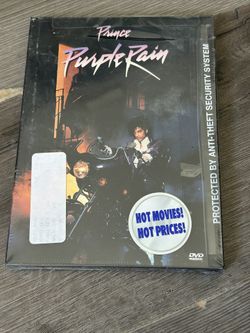 Prince
Purple Rain
PROTECTED BY ANTI-THEFT SECURITY SYSTEM
HOT MOVIES!
HOT PRICES!
DVD